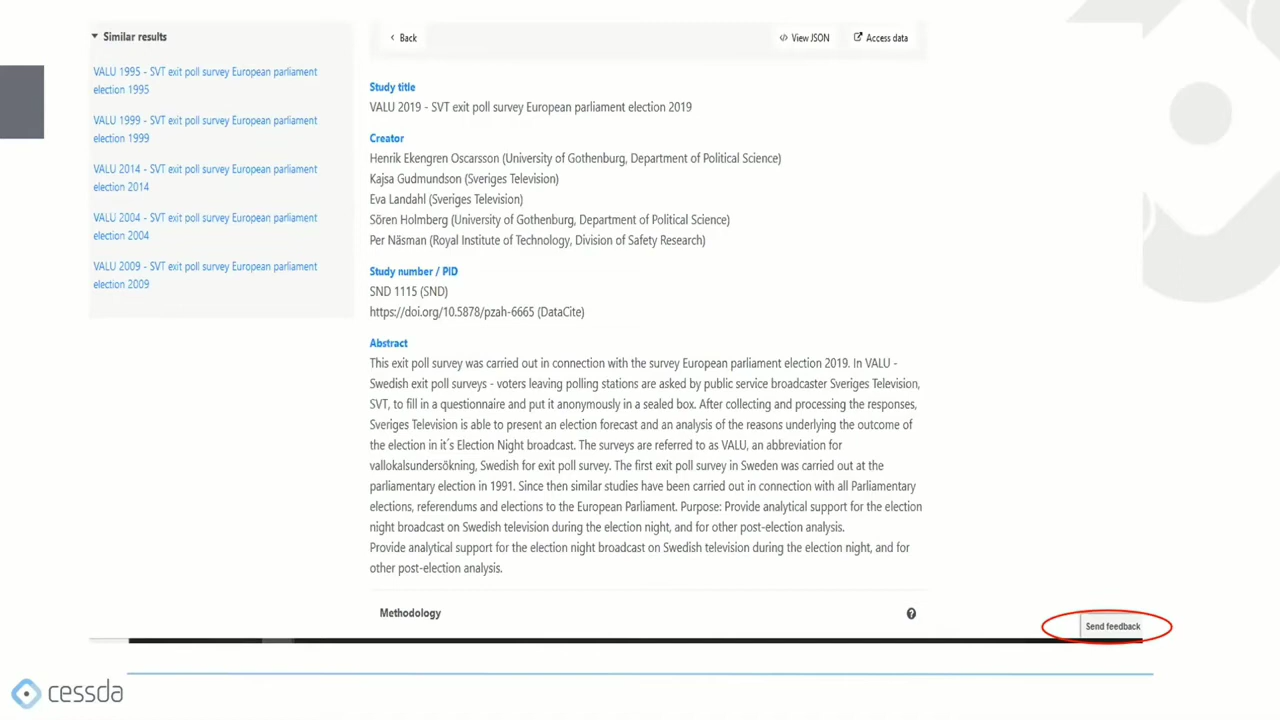 Similar results
VALU 1995 - SVT exit poll survey European parliament
election 1995
VALU 1999 - SVT exit poll survey European parliament
election 1999
VALU 2014 - SVT exit poll survey European parliament
election 2014
VALU 2004 - SVT exit poll survey European parliament
election 2004
VALU 2009 - SVT exit poll survey European parliament
election 2009
Back
View JSON
Access data
Study title
VALU 2019 - SVT exit poll survey European parliament election 2019
Creator
Henrik Ekengren Oscarsson (University of Gothenburg, Department of Political Science)
Kajsa Gudmundson (Sveriges Television)
Eva Landahl (Sveriges Television)
Sören Holmberg (University of Gothenburg, Department of Political Science)
Per Näsman (Royal Institute of Technology, Division of Safety Research)
Study number / PID
SND 1115 (SND)
https://doi.org/10.5878/pzah-6665 (DataCite)
Abstract
This exit poll survey was carried out in connection with the survey European parliament election 2019. In VALU -
Swedish exit poll surveys - voters leaving polling stations are asked by public service broadcaster Sveriges Television,
SVT, to fill in a questionnaire and put it anonymously in a sealed box. After collecting and processing the responses,
Sveriges Television is able to present an election forecast and an analysis of the reasons underlying the outcome of
the election in it´s Election Night broadcast. The surveys are referred to as VALU, an abbreviation for
vallokalsundersökning, Swedish for exit poll survey. The first exit poll survey in Sweden was carried out at the
parliamentary election in 1991. Since then similar studies have been carried out in connection with all Parliamentary
elections, referendums and elections to the European Parliament. Purpose: Provide analytical support for the election
night broadcast on Swedish television during the election night, and for other post-election analysis.
Provide analytical support for the election night broadcast on Swedish television during the election night, and for
other post-election analysis.
Methodology
Send feedback
cessda